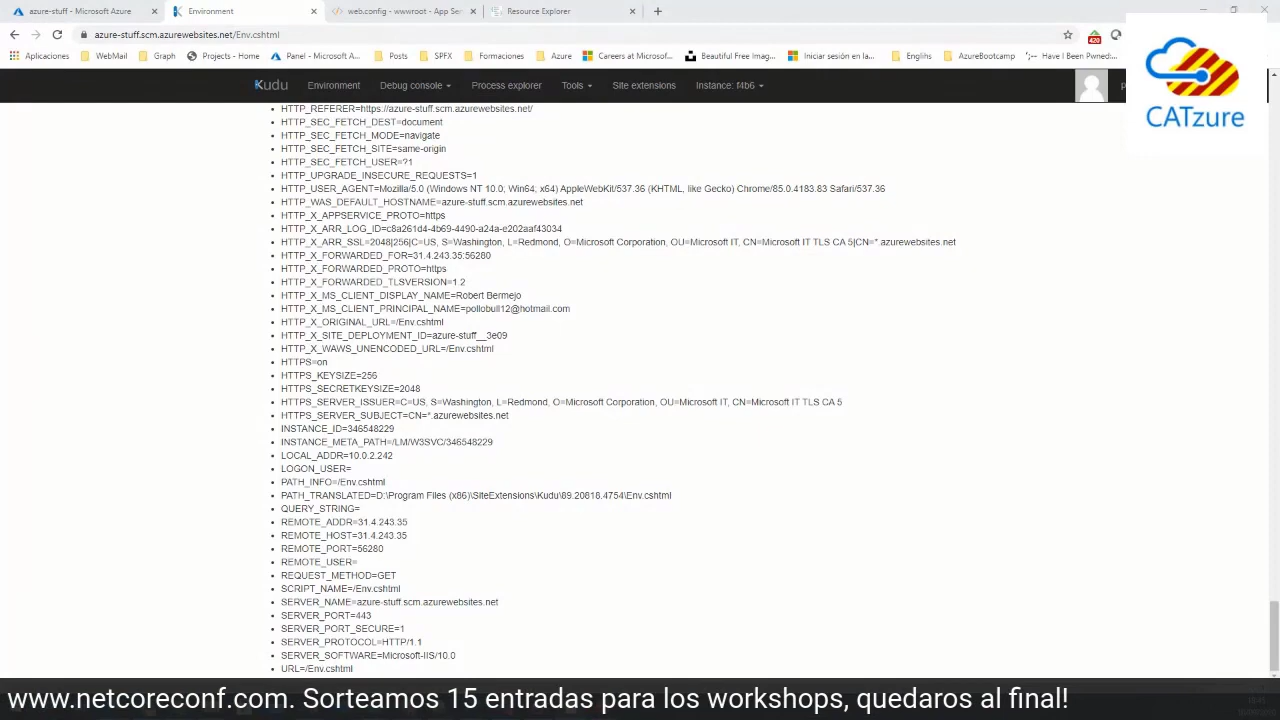 azure-stuff - Microsoft Azure
Environment
web.config - wwwroot - App Ser
Resource Explorer
azure-stuff.scm.azurewebsites.net/Env.cshtml
420
Aplicaciones
WebMail
Graph
Projects - Home
Panel - Microsoft A...
Posts
SPFX
Formaciones
Azure
Careers at Microsof...
Beautiful Free Imag...
Iniciar sesión en la...
Englihs
AzureBootcamp
Have I Been Pwned:...
Kudu
Environment
Debug console
Process explorer
Tools
Site extensions
Instance: f4b6
CATzure
HTTP_REFERER=https://azure-stuff.scm.azurewebsites.net/
HTTP_SEC_FETCH_DEST=document
HTTP_SEC_FETCH_MODE=navigate
HTTP_SEC_FETCH_SITE=same-origin
HTTP_SEC_FETCH_USER=?1
HTTP_UPGRADE_INSECURE_REQUESTS=1
HTTP_USER_AGENT=Mozilla/5.0 (Windows NT 10.0; Win64; x64) AppleWebKit/537.36 (KHTML, like Gecko) Chrome/85.0.4183.83 Safari/537.36
HTTP_WAS_DEFAULT_HOSTNAME=azure-stuff.scm.azurewebsites.net
HTTP_X_APPSERVICE_PROTO=https
HTTP_X_ARR_LOG_ID=c8a261d4-4b69-4490-a24a-e202aaf43034
HTTP_X_ARR_SSL=2048|256|C=US, S=Washington, L=Redmond, O=Microsoft Corporation, OU=Microsoft IT, CN=Microsoft IT TLS CA 5|CN=*.azurewebsites.net
HTTP_X_FORWARDED_FOR=31.4.243.35:56280
HTTP_X_FORWARDED_PROTO=https
HTTP_X_FORWARDED_TLSVERSION=1.2
HTTP_X_MS_CLIENT_DISPLAY_NAME=Robert Bermejo
HTTP_X_MS_CLIENT_PRINCIPAL_NAME=pollobull12@hotmail.com
HTTP_X_ORIGINAL_URL=/Env.cshtml
HTTP_X_SITE_DEPLOYMENT_ID=azure-stuff__3e09
HTTP_X_WAWS_UNENCODED_URL=/Env.cshtml
HTTPS=on
HTTPS_KEYSIZE=256
HTTPS_SECRETKEYSIZE=2048
HTTPS_SERVER_ISSUER=C=US, S=Washington, L=Redmond, O=Microsoft Corporation, OU=Microsoft IT, CN=Microsoft IT TLS CA 5
HTTPS_SERVER_SUBJECT=CN=*.azurewebsites.net
INSTANCE_ID=346548229
INSTANCE_META_PATH=/LM/W3SVC/346548229
LOCAL_ADDR=10.0.2.242
LOGON_USER=
PATH_INFO=/Env.cshtml
PATH_TRANSLATED=D:\Program Files (x86)\SiteExtensions\Kudu\89.20818.4754\Env.cshtml
QUERY_STRING=
REMOTE_ADDR=31.4.243.35
REMOTE_HOST=31.4.243.35
REMOTE_PORT=56280
REMOTE_USER=
REQUEST_METHOD=GET
SCRIPT_NAME=/Env.cshtml
SERVER_NAME=azure-stuff.scm.azurewebsites.net
SERVER_PORT=443
SERVER_PORT_SECURE=1
SERVER_PROTOCOL=HTTP/1.1
SERVER_SOFTWARE=Microsoft-IIS/10.0
URL=/Env.cshtml
www.netcoreconf.com. Sorteamos 15 entradas para los workshops, quedaros al final!